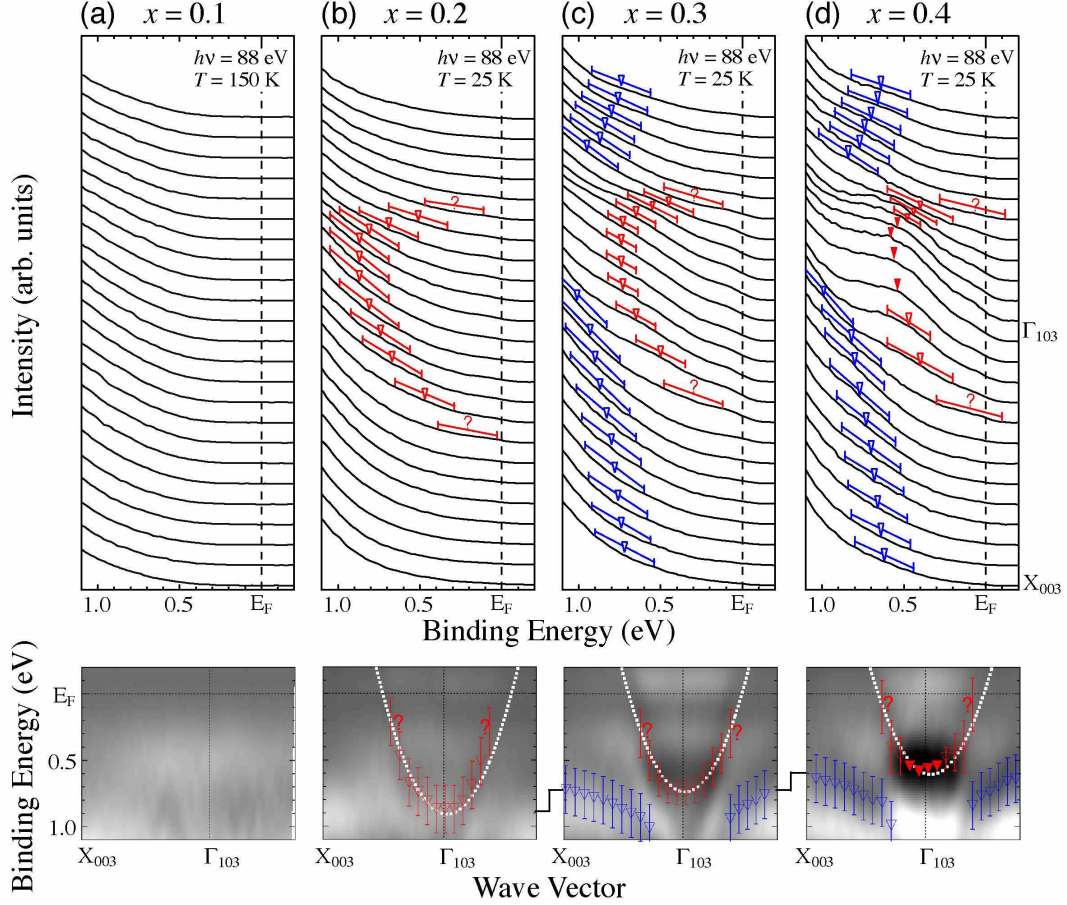 (a) x = 0.1
(b) x = 0.2
(c) x = 0.3
(d) x = 0.4
hν = 88 eV
T = 150 K
hν = 88 eV
T = 25 K
hν = 88 eV
T = 25 K
hν = 88 eV
T = 25 K
Intensity (arb. units)
?
?
?
?
?
?
Γ103
X003
1.0 0.5 EF
1.0 0.5 EF
1.0 0.5 EF
1.0 0.5 EF
Binding Energy (eV)
Binding Energy (eV)
EF
0.5
1.0
? ?
? ?
? ?
X003 Γ103
X003 Γ103
X003 Γ103
X003 Γ103
Wave Vector